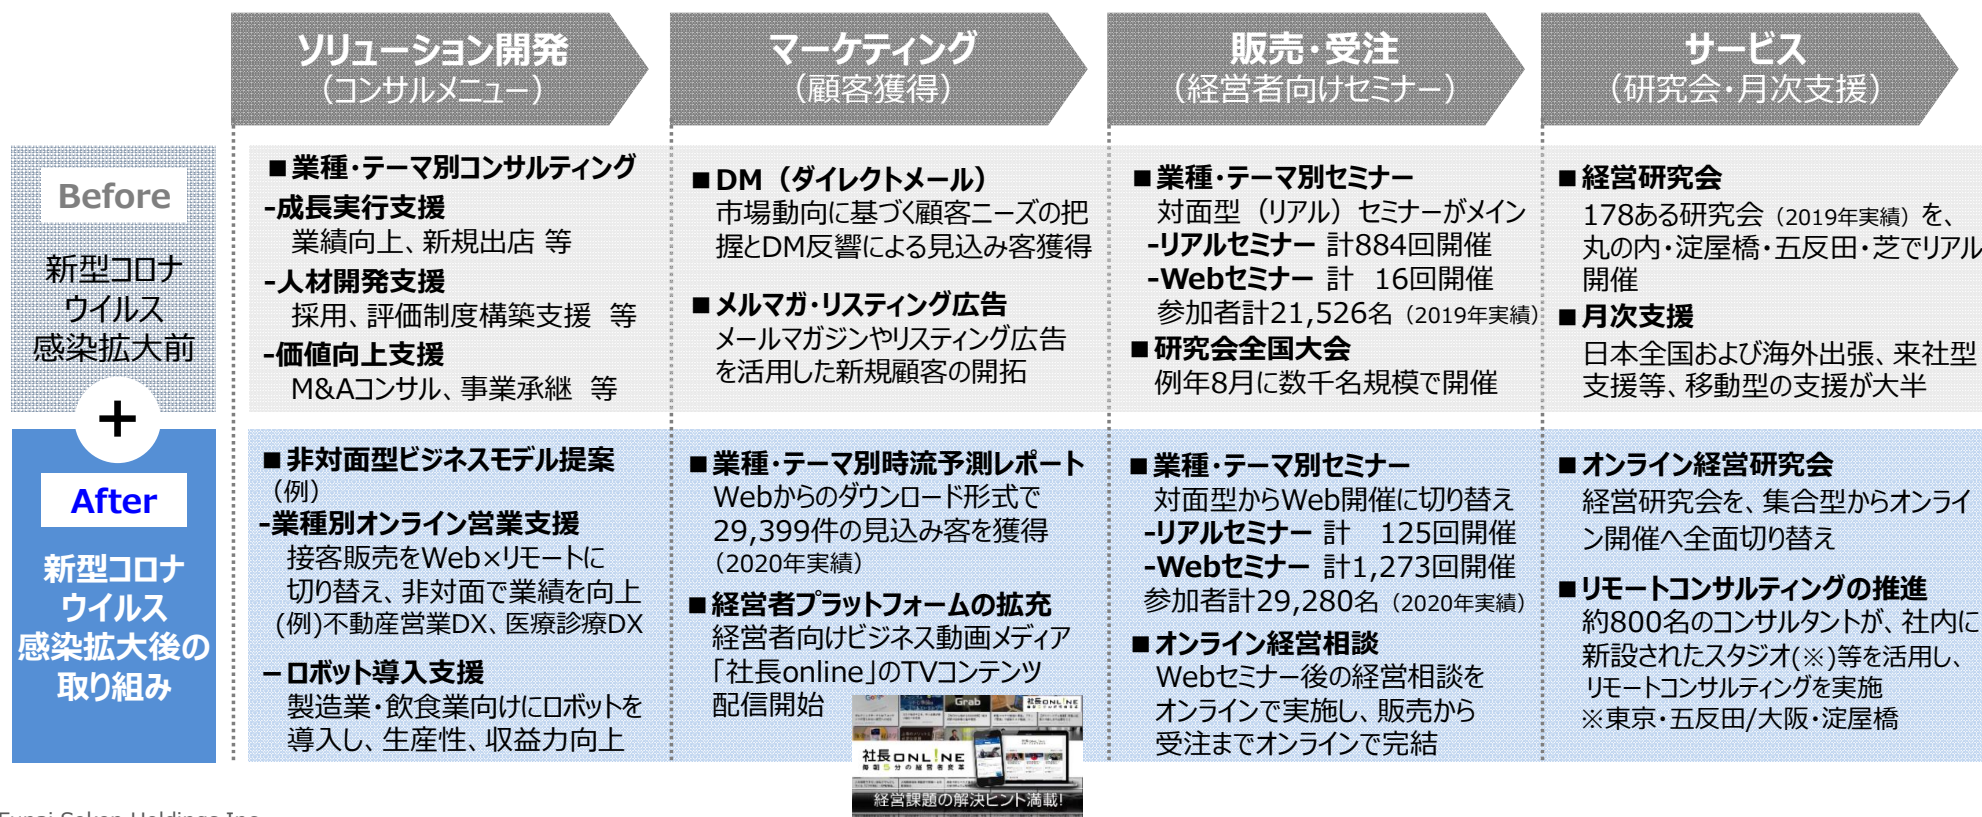 ソリューション開発
（コンサルメニュー）
マーケティング
（顧客獲得）
販売・受注
（経営者向けセミナー）
サービス
（研究会・月次支援）
Before
新型コロナ
ウイルス
感染拡大前
■業種・テーマ別コンサルティング
-成長実行支援
業績向上、新規出店 等
-人材開発支援
採用、評価制度構築支援 等
-価値向上支援
M&Aコンサル、事業承継 等
■DM（ダイレクトメール）
市場動向に基づく顧客ニーズの把
握とDM反響による見込み客獲得
■メルマガ・リスティング広告
メールマガジンやリスティング広告
を活用した新規顧客の開拓
■業種・テーマ別セミナー
対面型（リアル）セミナーがメイン
-リアルセミナー 計884回開催
-Webセミナー 計 16回開催
参加者計21,526名（2019年実績）
■研究会全国大会
例年8月に数千名規模で開催
■経営研究会
178ある研究会（2019年実績）を、
丸の内・淀屋橋・五反田・芝でリアル
開催
■月次支援
日本全国および海外出張、来社型
支援等、移動型の支援が大半
+
After
新型コロナ
ウイルス
感染拡大後の
取り組み
■非対面型ビジネスモデル提案
（例）
-業種別オンライン営業支援
接客販売をWeb×リモートに
切り替え、非対面で業績を向上
(例)不動産営業DX、医療診療DX
－ロボット導入支援
製造業・飲食業向けにロボットを
導入し、生産性、収益力向上
■業種・テーマ別時流予測レポート
Webからのダウンロード形式で
29,399件の見込み客を獲得
（2020年実績）
■経営者プラットフォームの拡充
経営者向けビジネス動画メディア
「社長online」のTVコンテンツ
配信開始
Grab
社長ONL!NE
社長ONL!NE
毎朝5分の経営者変革
経営課題の解決ヒント満載!
■業種・テーマ別セミナー
対面型からWeb開催に切り替え
-リアルセミナー 計 125回開催
-Webセミナー 計1,273回開催
参加者計29,280名（2020年実績）
■オンライン経営相談
Webセミナー後の経営相談を
オンラインで実施し、販売から
受注までオンラインで完結
■オンライン経営研究会
経営研究会を、集合型からオンライ
ン開催へ全面切り替え
■リモートコンサルティングの推進
約800名のコンサルタントが、社内に
新設されたスタジオ(※)等を活用し、
リモートコンサルティングを実施
※東京・五反田/大阪・淀屋橋